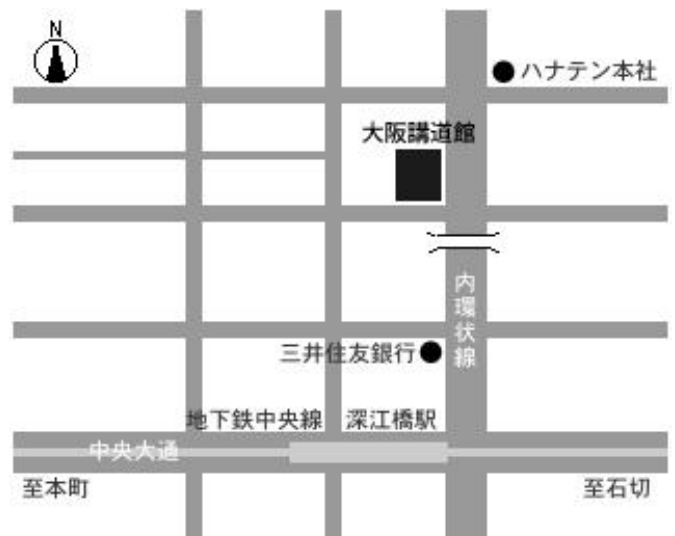 N
ハナテン本社
大阪講道館
内環状線
三井住友銀行
地下鉄中央線 深江橋駅
中央大通
至本町
至石切